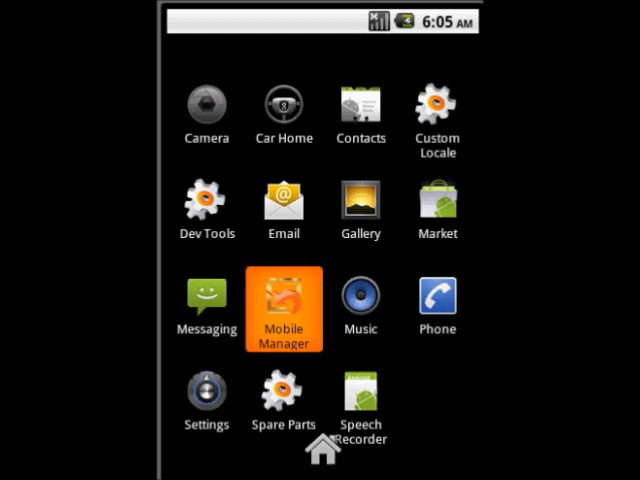 6:05 AM
Camera
Car Home
Contacts
Custom
Locale
Dev Tools
Email
Gallery
Market
Messaging
Mobile
Manager
Music
Phone
Settings
Spare Parts
Speech
Recorder